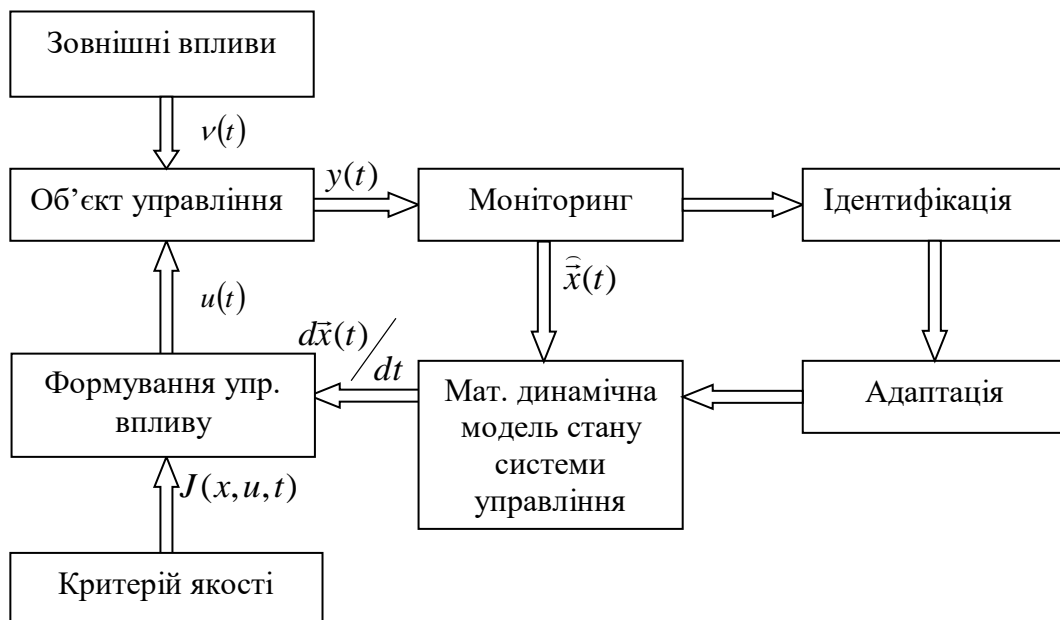 Зовнішні впливи
ν(t)
Об’єкт управління
y(t)
Моніторинг
Ідентифікація
u(t)
x̂⃗(t)
dx⃗(t)/dt
Формування упр.
впливу
Мат. динамічна
модель стану
системи
управління
Адаптація
J(x,u,t)
Критерій якості